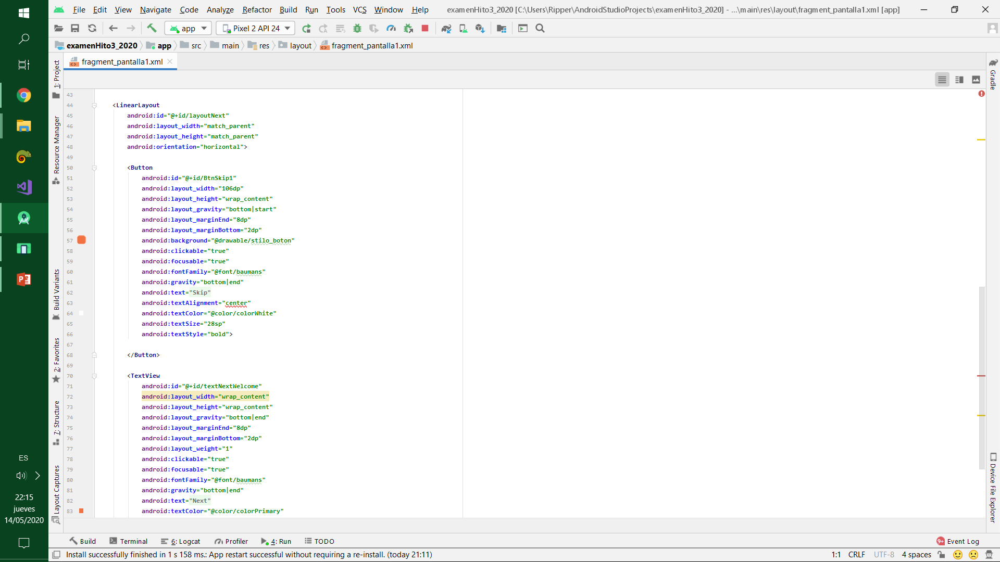 File Edit View Navigate Code Analyze Refactor Build Run Tools VCS Window Help examenHito3_2020 [C:\Users\Ripper\AndroidStudioProjects\examenHito3_2020] - ...\main\res\layout\fragment_pantalla1.xml [app]
app Pixel 2 API 24
examenHito3_2020 app src main res layout fragment_pantalla1.xml
fragment_pantalla1.xml
1: Project
Resource Manager
Build Variants
2: Favorites
7: Structure
Layout Captures
43
44 <LinearLayout
45 android:id="@+id/layoutNext"
46 android:layout_width="match_parent"
47 android:layout_height="match_parent"
48 android:orientation="horizontal">
49
50 <Button
51 android:id="@+id/BtnSkip1"
52 android:layout_width="106dp"
53 android:layout_height="wrap_content"
54 android:layout_gravity="bottom|start"
55 android:layout_marginEnd="8dp"
56 android:layout_marginBottom="2dp"
57 android:background="@drawable/stilo_boton"
58 android:clickable="true"
59 android:focusable="true"
60 android:fontFamily="@font/baumans"
61 android:gravity="bottom|end"
62 android:text="Skip"
63 android:textAlignment="center"
64 android:textColor="@color/colorWhite"
65 android:textSize="28sp"
66 android:textStyle="bold">
67
68 </Button>
69
70 <TextView
71 android:id="@+id/textNextWelcome"
72 android:layout_width="wrap_content"
73 android:layout_height="wrap_content"
74 android:layout_gravity="bottom|end"
75 android:layout_marginEnd="8dp"
76 android:layout_marginBottom="2dp"
77 android:layout_weight="1"
78 android:clickable="true"
79 android:focusable="true"
80 android:fontFamily="@font/baumans"
81 android:gravity="bottom|end"
82 android:text="Next"
83 android:textColor="@color/colorPrimary"
Gradle
Device File Explorer
ES
22:15
jueves
14/05/2020
Build Terminal 6: Logcat Profiler 4: Run TODO 9+ Event Log
Install successfully finished in 1 s 158 ms.: App restart successful without requiring a re-install. (today 21:11) 1:1 CRLF UTF-8 4 spaces